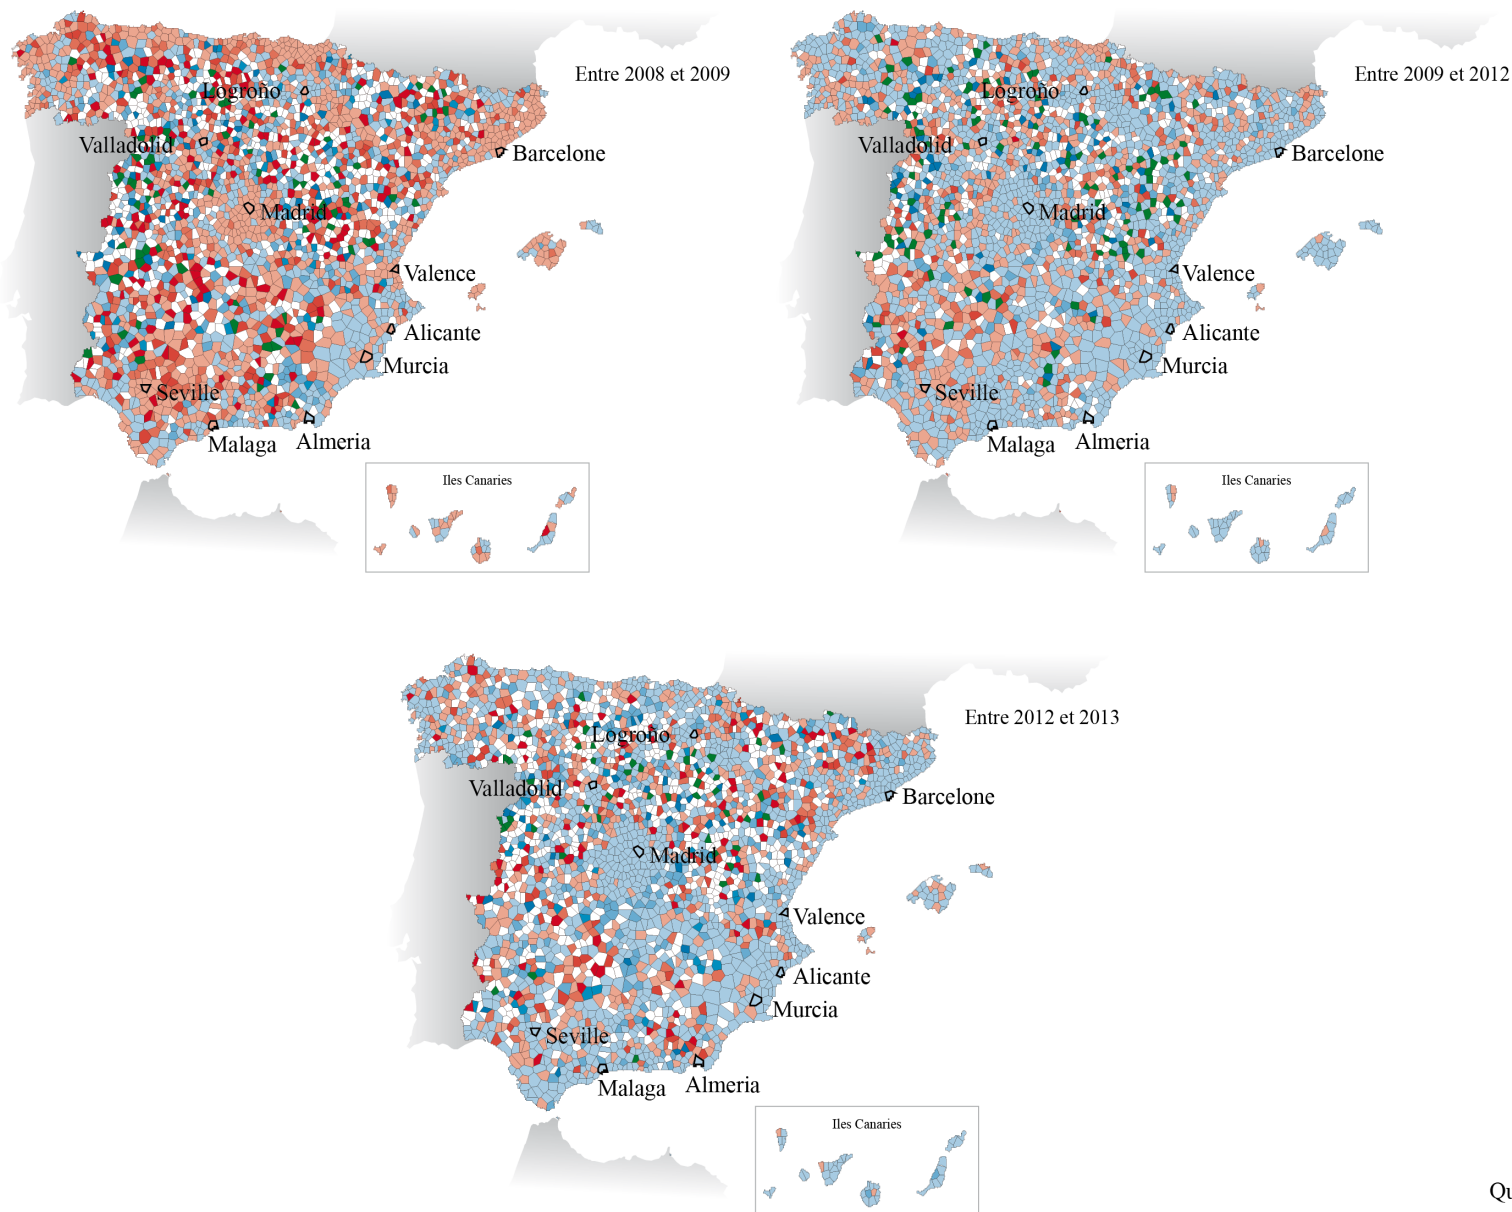 Entre 2008 et 2009
Logroño
Valladolid
Barcelone
Madrid
Valence
Alicante
Murcia
Seville
Malaga
Almeria
Iles Canaries
Entre 2009 et 2012
Logroño
Valladolid
Barcelone
Madrid
Valence
Alicante
Murcia
Seville
Malaga
Almeria
Iles Canaries
Entre 2012 et 2013
Logroño
Valladolid
Barcelone
Madrid
Valence
Alicante
Murcia
Seville
Malaga
Almeria
Iles Canaries